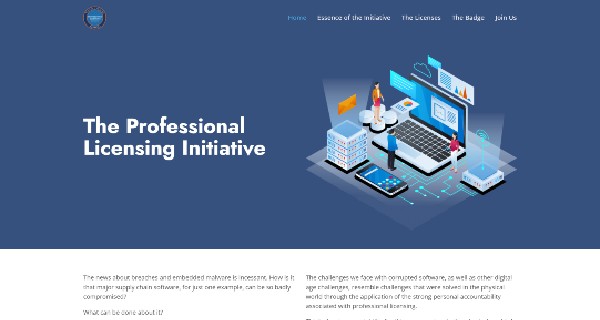 Home Essence of the Initiative The Licenses The Badge Join Us
The Professional
Licensing Initiative
The news about breaches and embedded malware is incessant. How is it
that major supply chain software, for just one example, can be so badly
compromised?
What can be done about it?
The challenges we face with corrupted software, as well as other digital
age challenges, resemble challenges that were solved in the physical
world through the application of the strong personal accountability
associated with professional licensing.